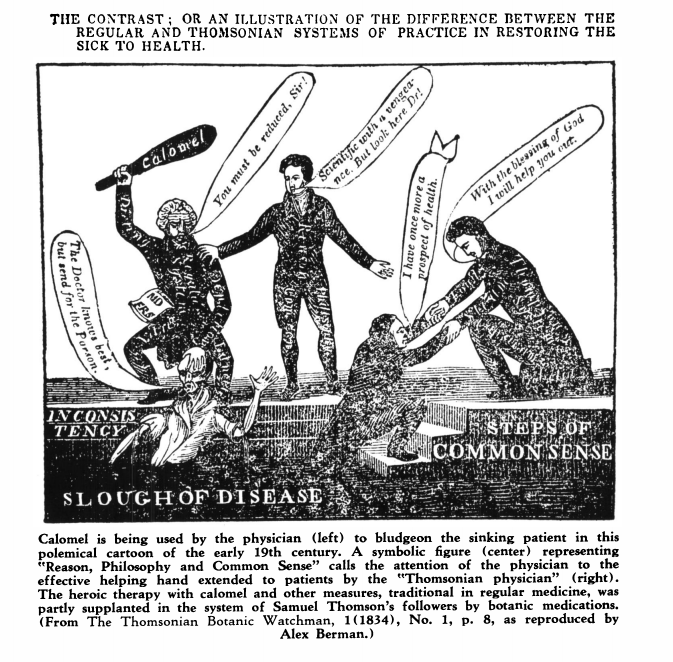 THE CONTRAST; OR AN ILLUSTRATION OF THE DIFFERENCE BETWEEN THE
REGULAR AND THOMSONIAN SYSTEMS OF PRACTICE IN RESTORING THE
SICK TO HEALTH.
calomel
You must be reduced, Sir!
Scientific with a vengea-
nce. But look here Dr!
I have once more a
prospect of health.
With the blessing of God
I will help you out.
The Doctor knows best,
but send for the Parson.
INCONSIS
TENCY
STEPS OF
COMMON SENSE
SLOUGH OF DISEASE
Calomel is being used by the physician (left) to bludgeon the sinking patient in this
polemical cartoon of the early 19th century. A symbolic figure (center) representing
"Reason, Philosophy and Common Sense" calls the attention of the physician to the
effective helping hand extended to patients by the "Thomsonian physician" (right).
The heroic therapy with calomel and other measures, traditional in regular medicine, was
partly supplanted in the system of Samuel Thomson's followers by botanic medications.
(From The Thomsonian Botanic Watchman, 1(1834), No. 1, p. 8, as reproduced by
Alex Berman.)